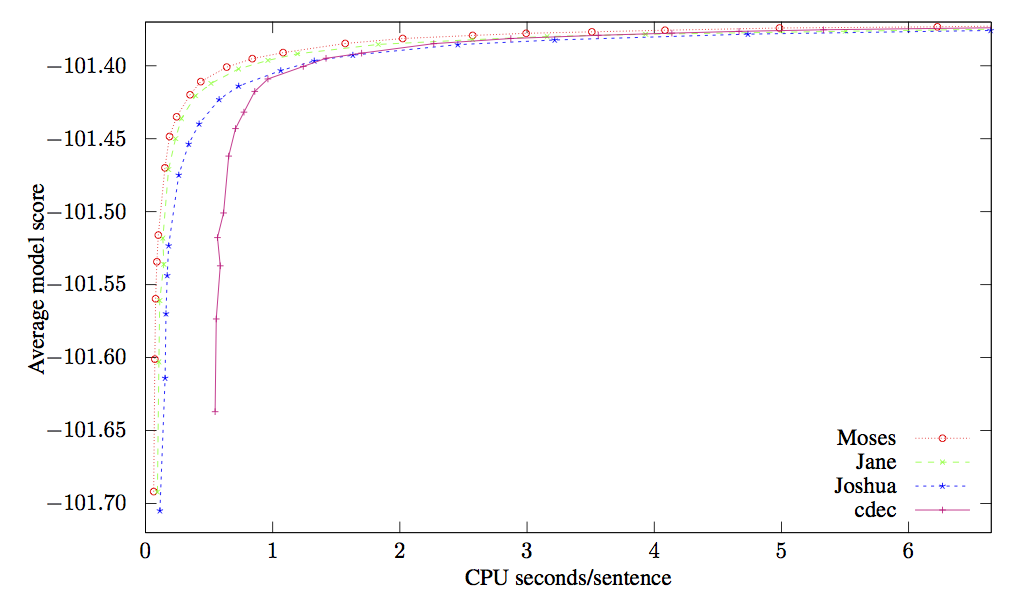 −101.40
−101.45
−101.50
−101.55
−101.60
−101.65
−101.70
Average model score
Moses
Jane
Joshua
cdec
0 1 2 3 4 5 6
CPU seconds/sentence